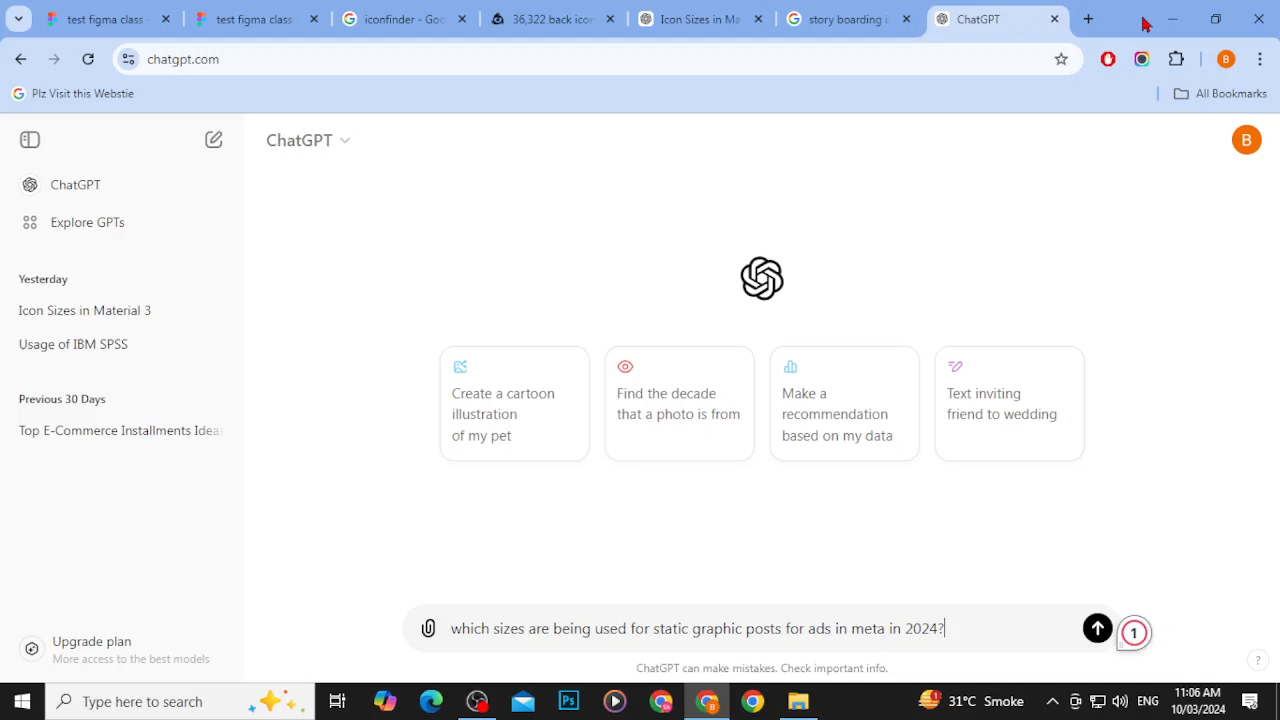 test figma class -
test figma class
iconfinder - Goo
36,322 back icon
Icon Sizes in Ma
story boarding in
ChatGPT
chatgpt.com
B
Plz Visit this Webstie
All Bookmarks
ChatGPT
B
ChatGPT
Explore GPTs
Yesterday
Icon Sizes in Material 3
Usage of IBM SPSS
Previous 30 Days
Top E-Commerce Installments Ideas
Create a cartoon
illustration
of my pet
Find the decade
that a photo is from
Make a
recommendation
based on my data
Text inviting
friend to wedding
which sizes are being used for static graphic posts for ads in meta in 2024?
1
Upgrade plan
More access to the best models
ChatGPT can make mistakes. Check important info.
?
Type here to search
Ps
B
1
31°C Smoke
ENG
11:06 AM
10/03/2024